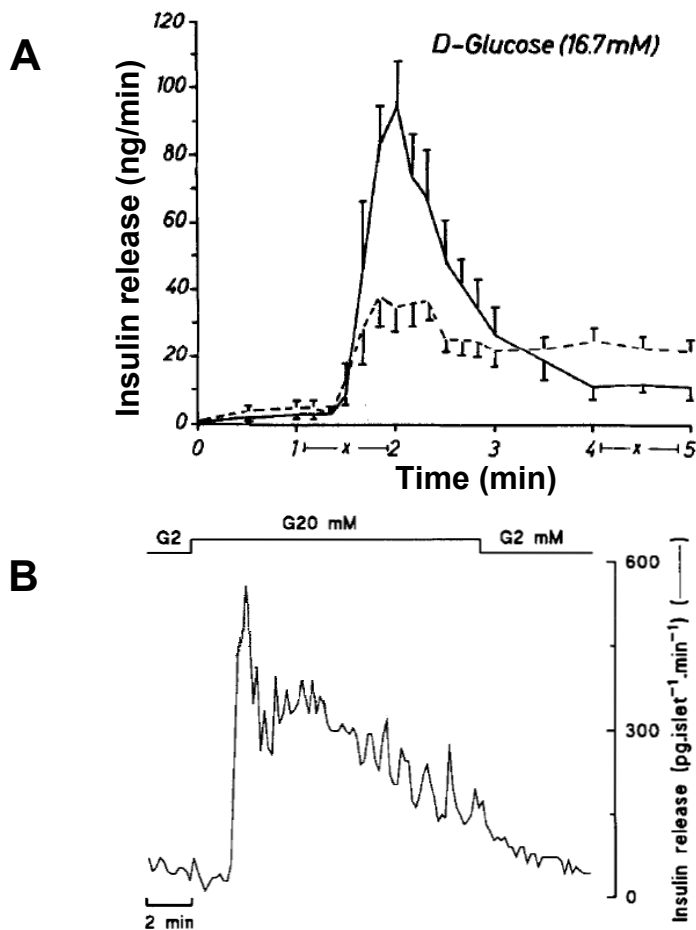 A
D-Glucose (16.7mM)
Insulin release (ng/min)
120
100
80
60
40
20
0
0 1 2 3 4 5
x x
Time (min)
B
G2 G20 mM G2 mM
600
300
0
Insulin release (pg.islet⁻¹.min⁻¹) (——)
2 min